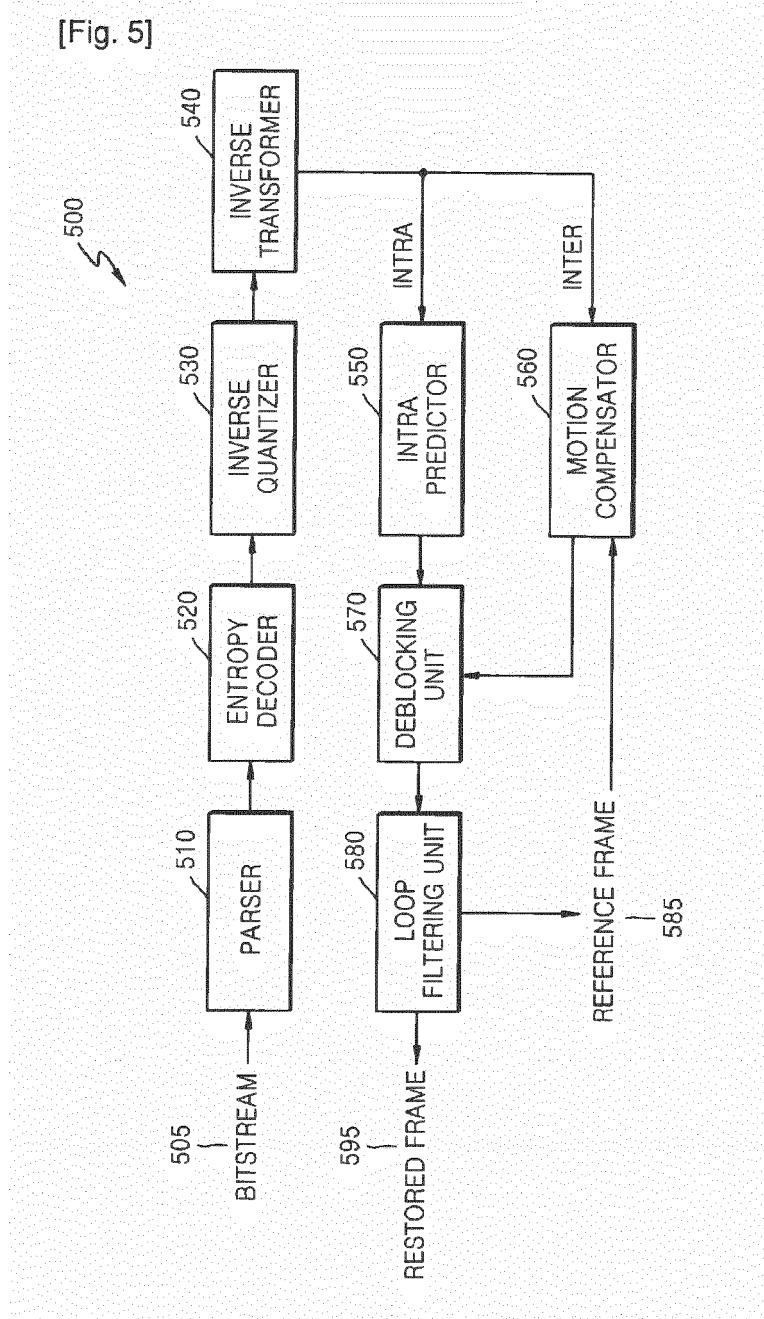 [Fig. 5]
500
510
PARSER
520
ENTROPY
DECODER
530
INVERSE
QUANTIZER
540
INVERSE
TRANSFORMER
505
BITSTREAM
INTRA
550
INTRA
PREDICTOR
570
DEBLOCKING
UNIT
580
LOOP
FILTERING UNIT
595
RESTORED FRAME
INTER
560
MOTION
COMPENSATOR
REFERENCE FRAME
585